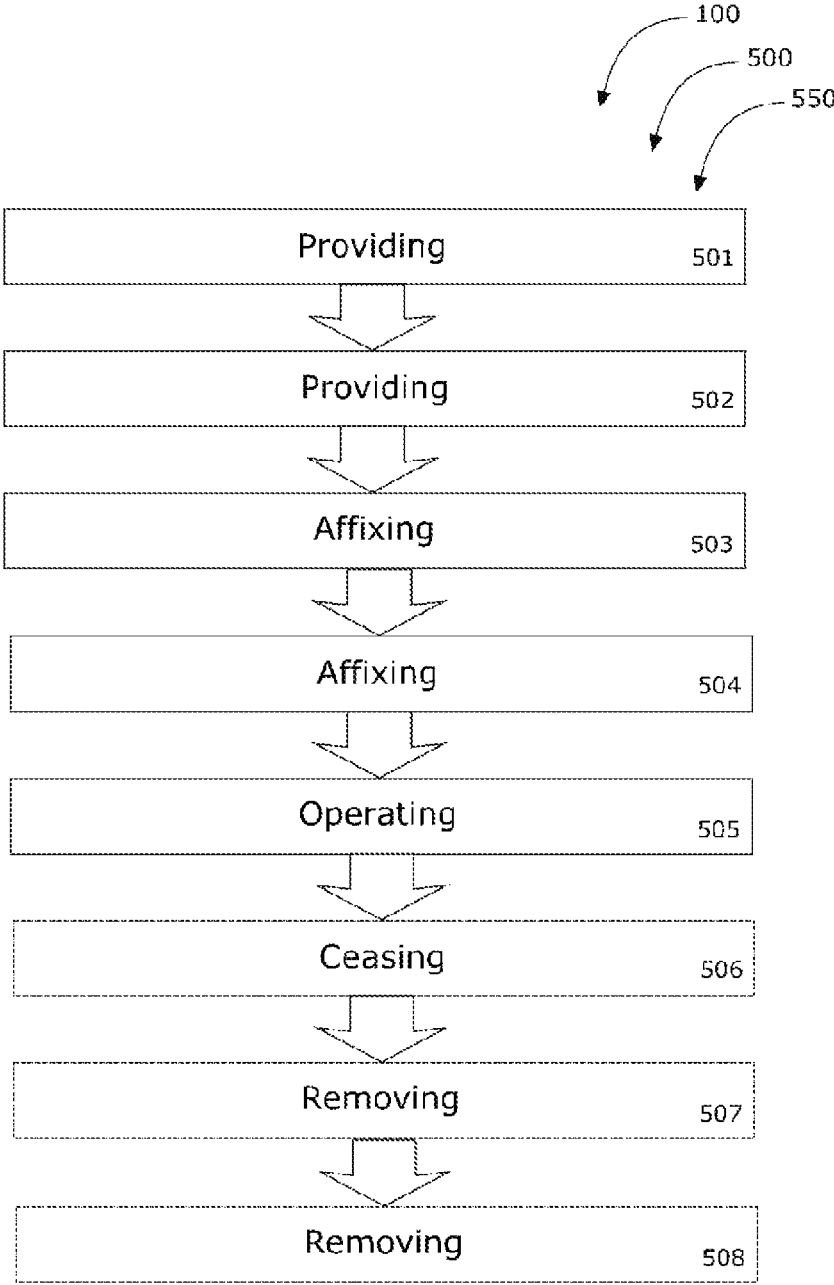 100
500
550
Providing
501
Providing
502
Affixing
503
Affixing
504
Operating
505
Ceasing
506
Removing
507
Removing
508